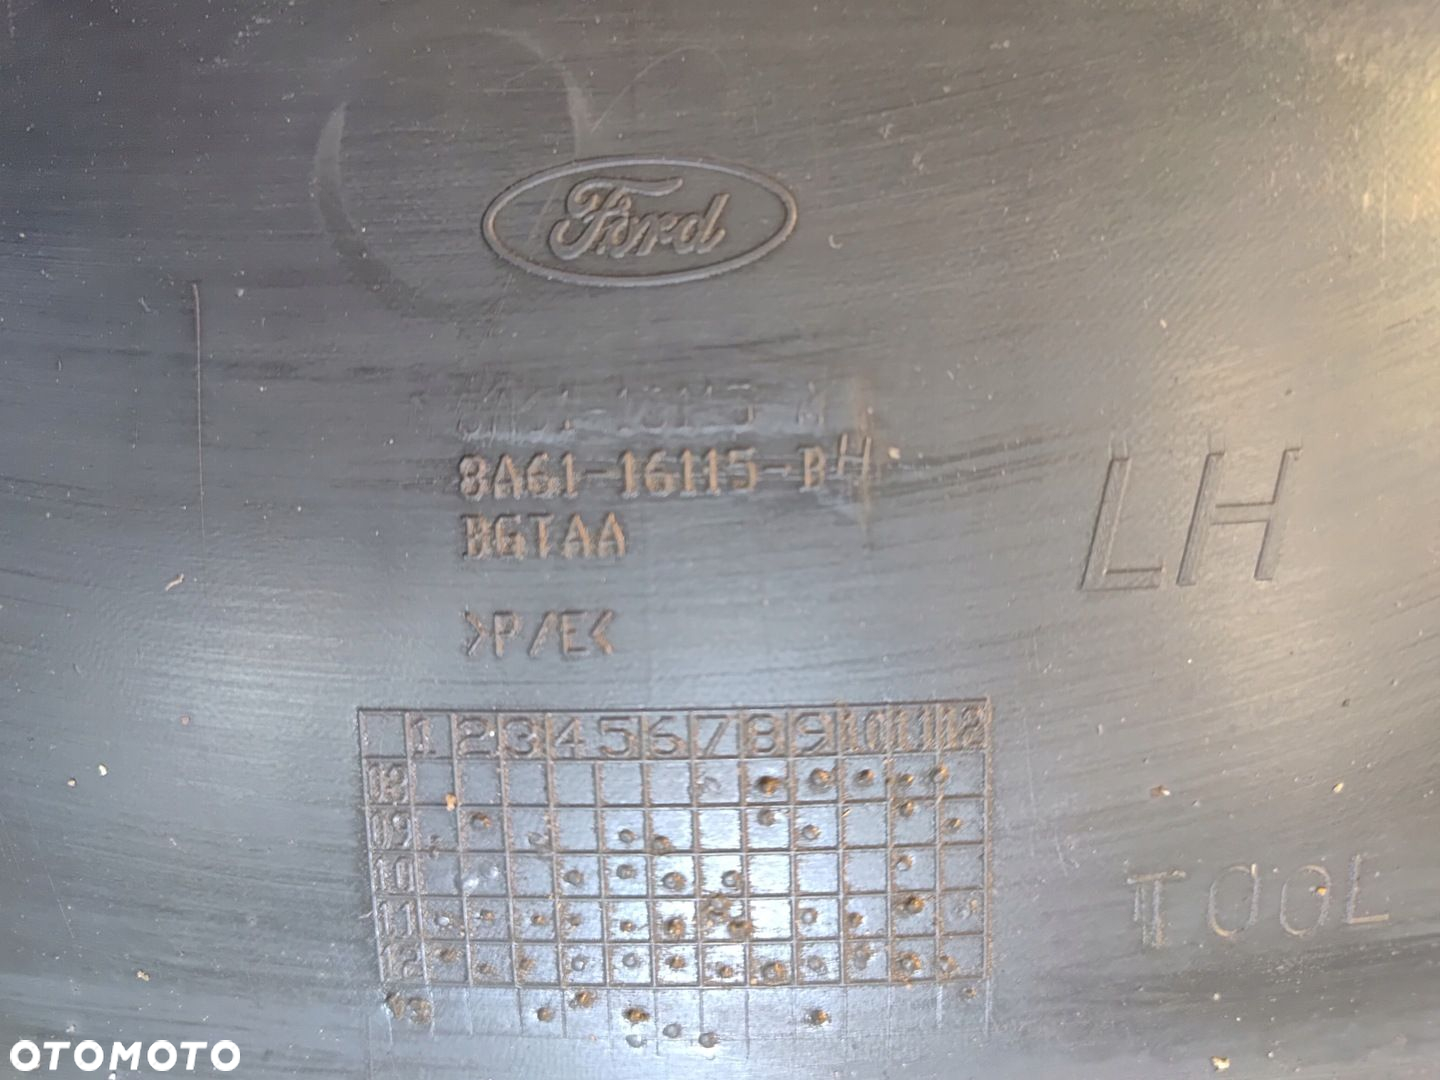 Ford
8A61-16115-BH
BGTAA
>P/E<
LH
1 2 3 4 5 6 7 8 9 10 11 12
09
10
11
12
13
TOOL
OTOMOTO